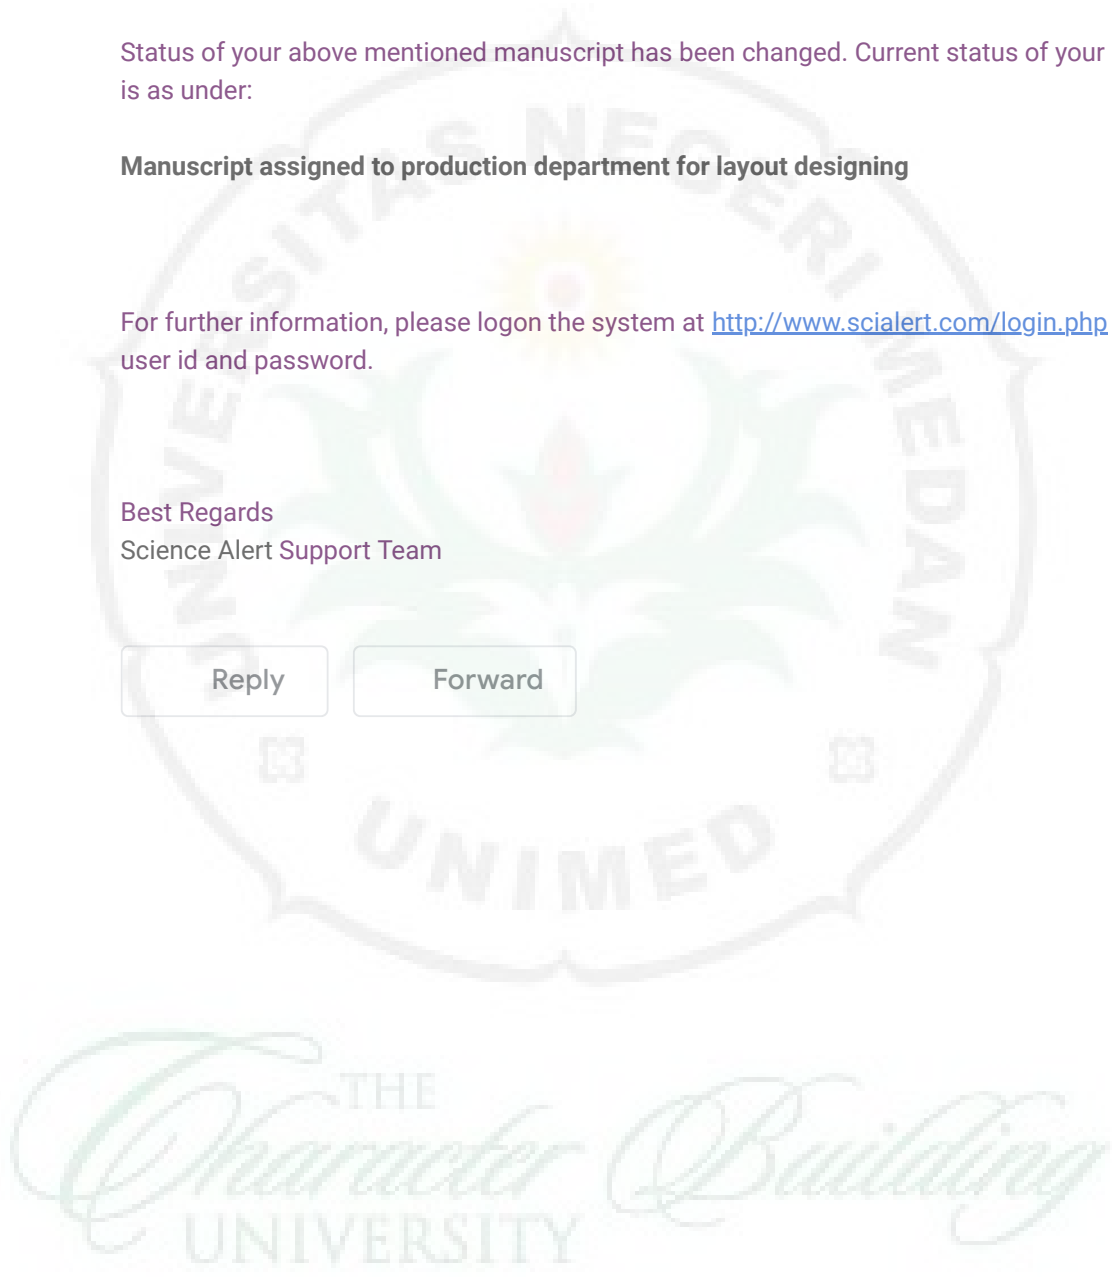 Status of your above mentioned manuscript has been changed. Current status of your
is as under:
Manuscript assigned to production department for layout designing
For further information, please logon the system at http://www.scialert.com/login.php
user id and password.
Best Regards
Science Alert Support Team
Reply
Forward
UNIVERSITAS NEGERI MEDAN
UNIMED
THE
Character Building
UNIVERSITY